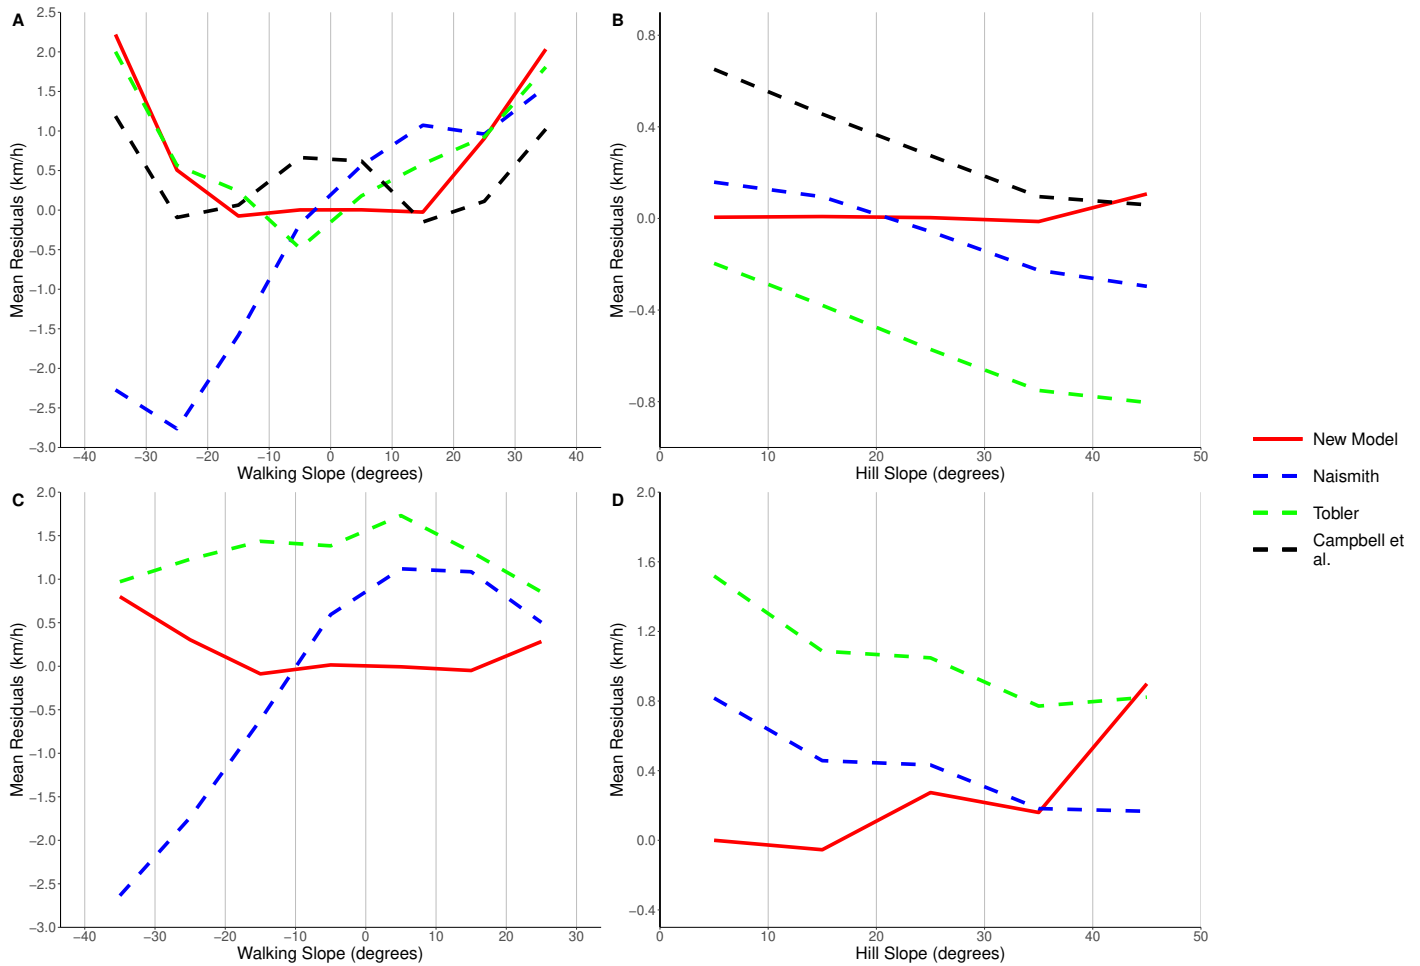 A
Mean Residuals (km/h)
2.5
2.0
1.5
1.0
0.5
0.0
−0.5
−1.0
−1.5
−2.0
−2.5
−3.0
−40 −30 −20 −10 0 10 20 30 40
Walking Slope (degrees)
B
Mean Residuals (km/h)
0.8
0.4
0.0
−0.4
−0.8
0 10 20 30 40 50
Hill Slope (degrees)
C
Mean Residuals (km/h)
2.0
1.5
1.0
0.5
0.0
−0.5
−1.0
−1.5
−2.0
−2.5
−3.0
−40 −30 −20 −10 0 10 20 30
Walking Slope (degrees)
D
Mean Residuals (km/h)
2.0
1.6
1.2
0.8
0.4
0.0
−0.4
0 10 20 30 40 50
Hill Slope (degrees)
New Model
Naismith
Tobler
Campbell et
al.